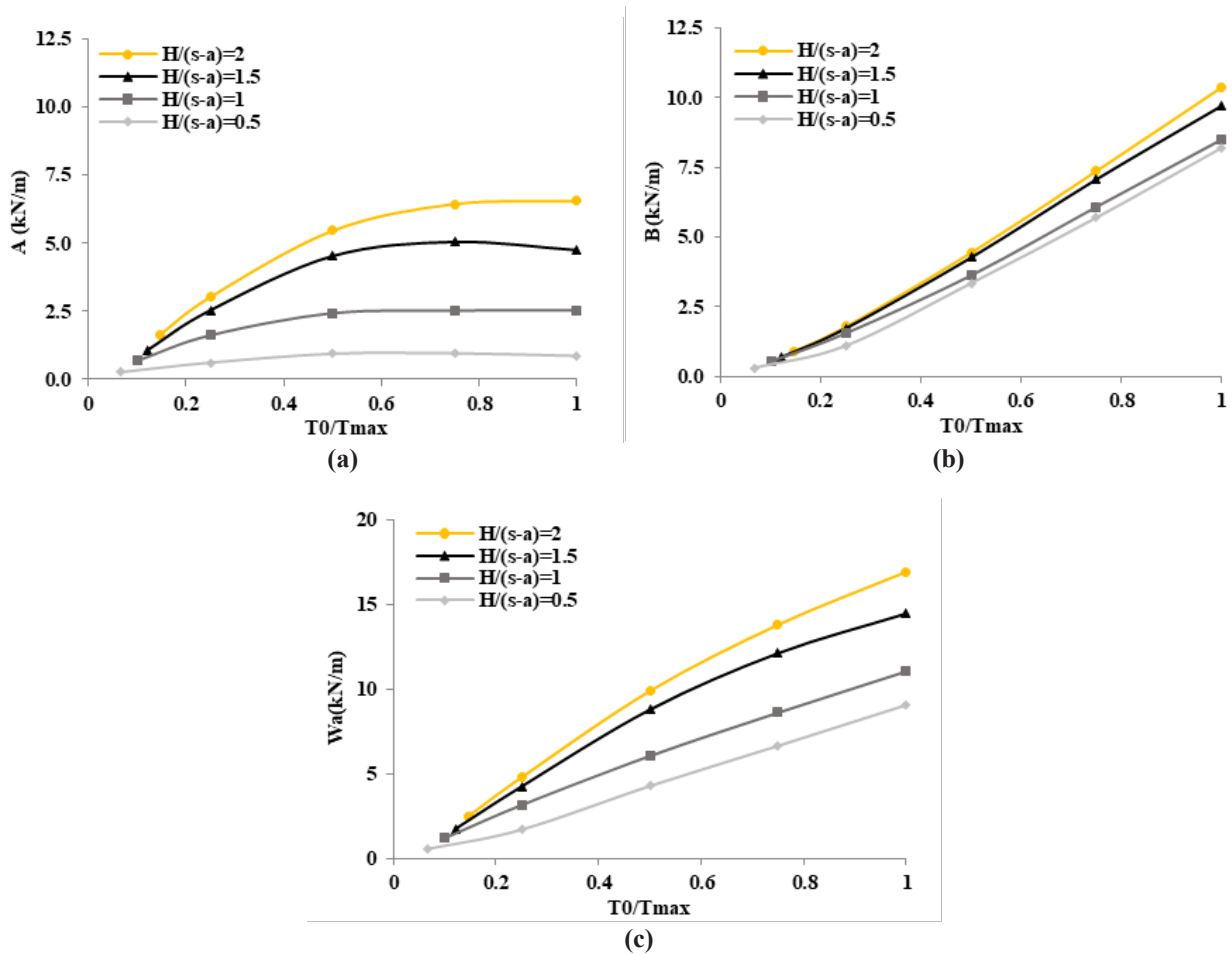 12.5
10.0
7.5
5.0
2.5
0.0
A (kN/m)
H/(s-a)=2
H/(s-a)=1.5
H/(s-a)=1
H/(s-a)=0.5
0 0.2 0.4 0.6 0.8 1
T0/Tmax
(a)
12.5
10.0
7.5
5.0
2.5
0.0
B(kN/m)
H/(s-a)=2
H/(s-a)=1.5
H/(s-a)=1
H/(s-a)=0.5
0 0.2 0.4 0.6 0.8 1
T0/Tmax
(b)
20
15
10
5
0
Wa(kN/m)
H/(s-a)=2
H/(s-a)=1.5
H/(s-a)=1
H/(s-a)=0.5
0 0.2 0.4 0.6 0.8 1
T0/Tmax
(c)